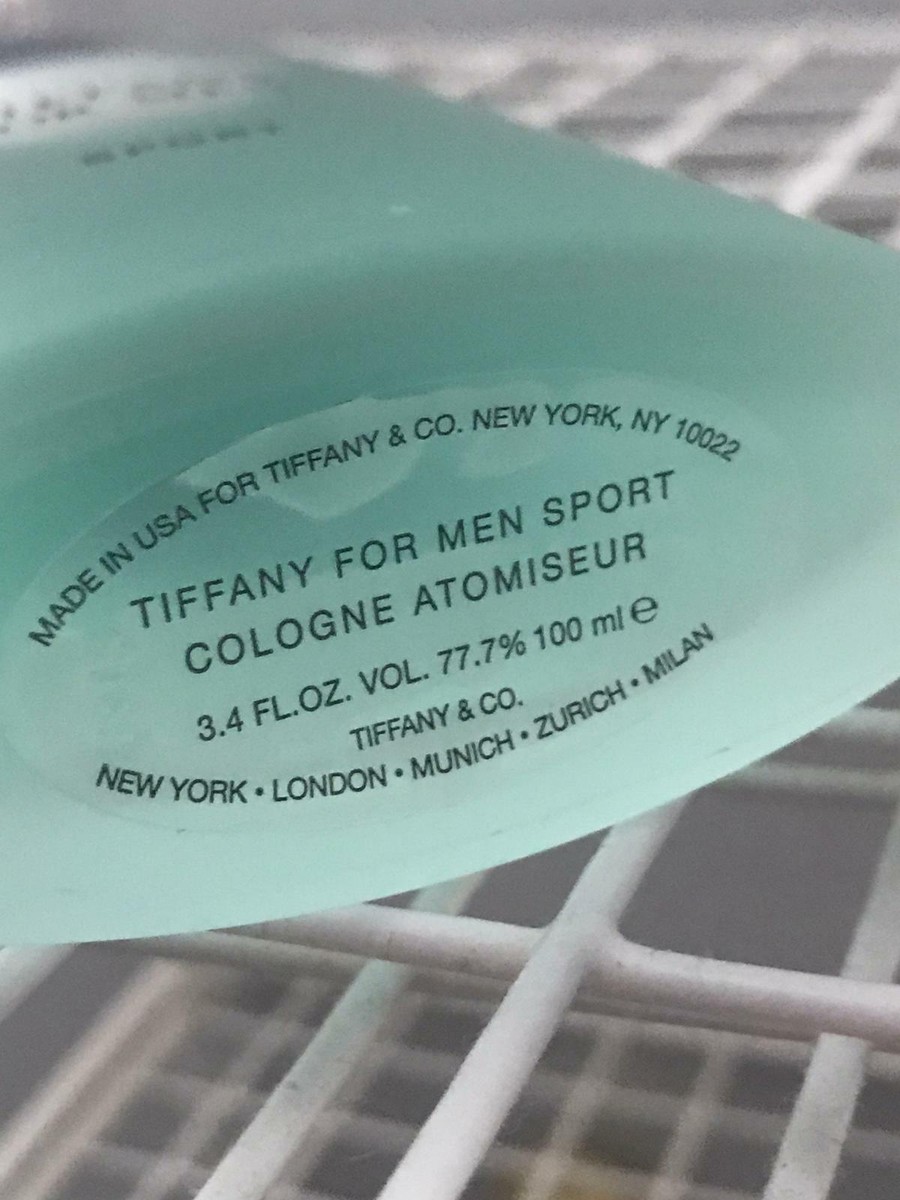 MADE IN USA FOR TIFFANY & CO. NEW YORK, NY 10022
TIFFANY FOR MEN SPORT
COLOGNE ATOMISEUR
3.4 FL.OZ. VOL. 77.7% 100 ml ℮
TIFFANY & CO.
NEW YORK • LONDON • MUNICH • ZURICH • MILAN